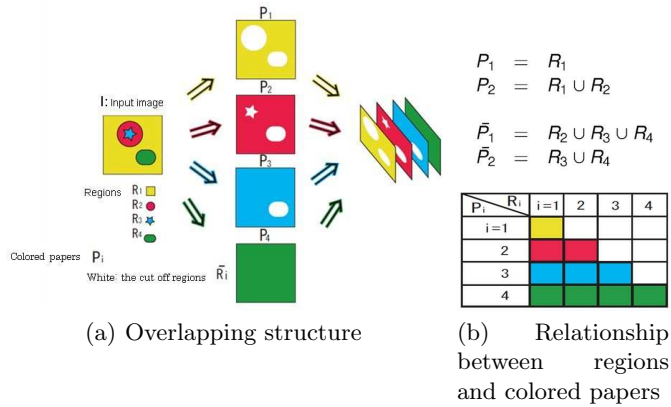 P1
I: Input image
P2
P3
Regions R1
R2
R3
R4
P4
Colored papers Pi
White: the cut off regions R̄i
(a) Overlapping structure
P1 = R1
P2 = R1 ∪ R2
P̄1 = R2 ∪ R3 ∪ R4
P̄2 = R3 ∪ R4
Pi Ri i=1 2 3 4
i=1
2
3
4
(b) Relationship
between regions
and colored papers